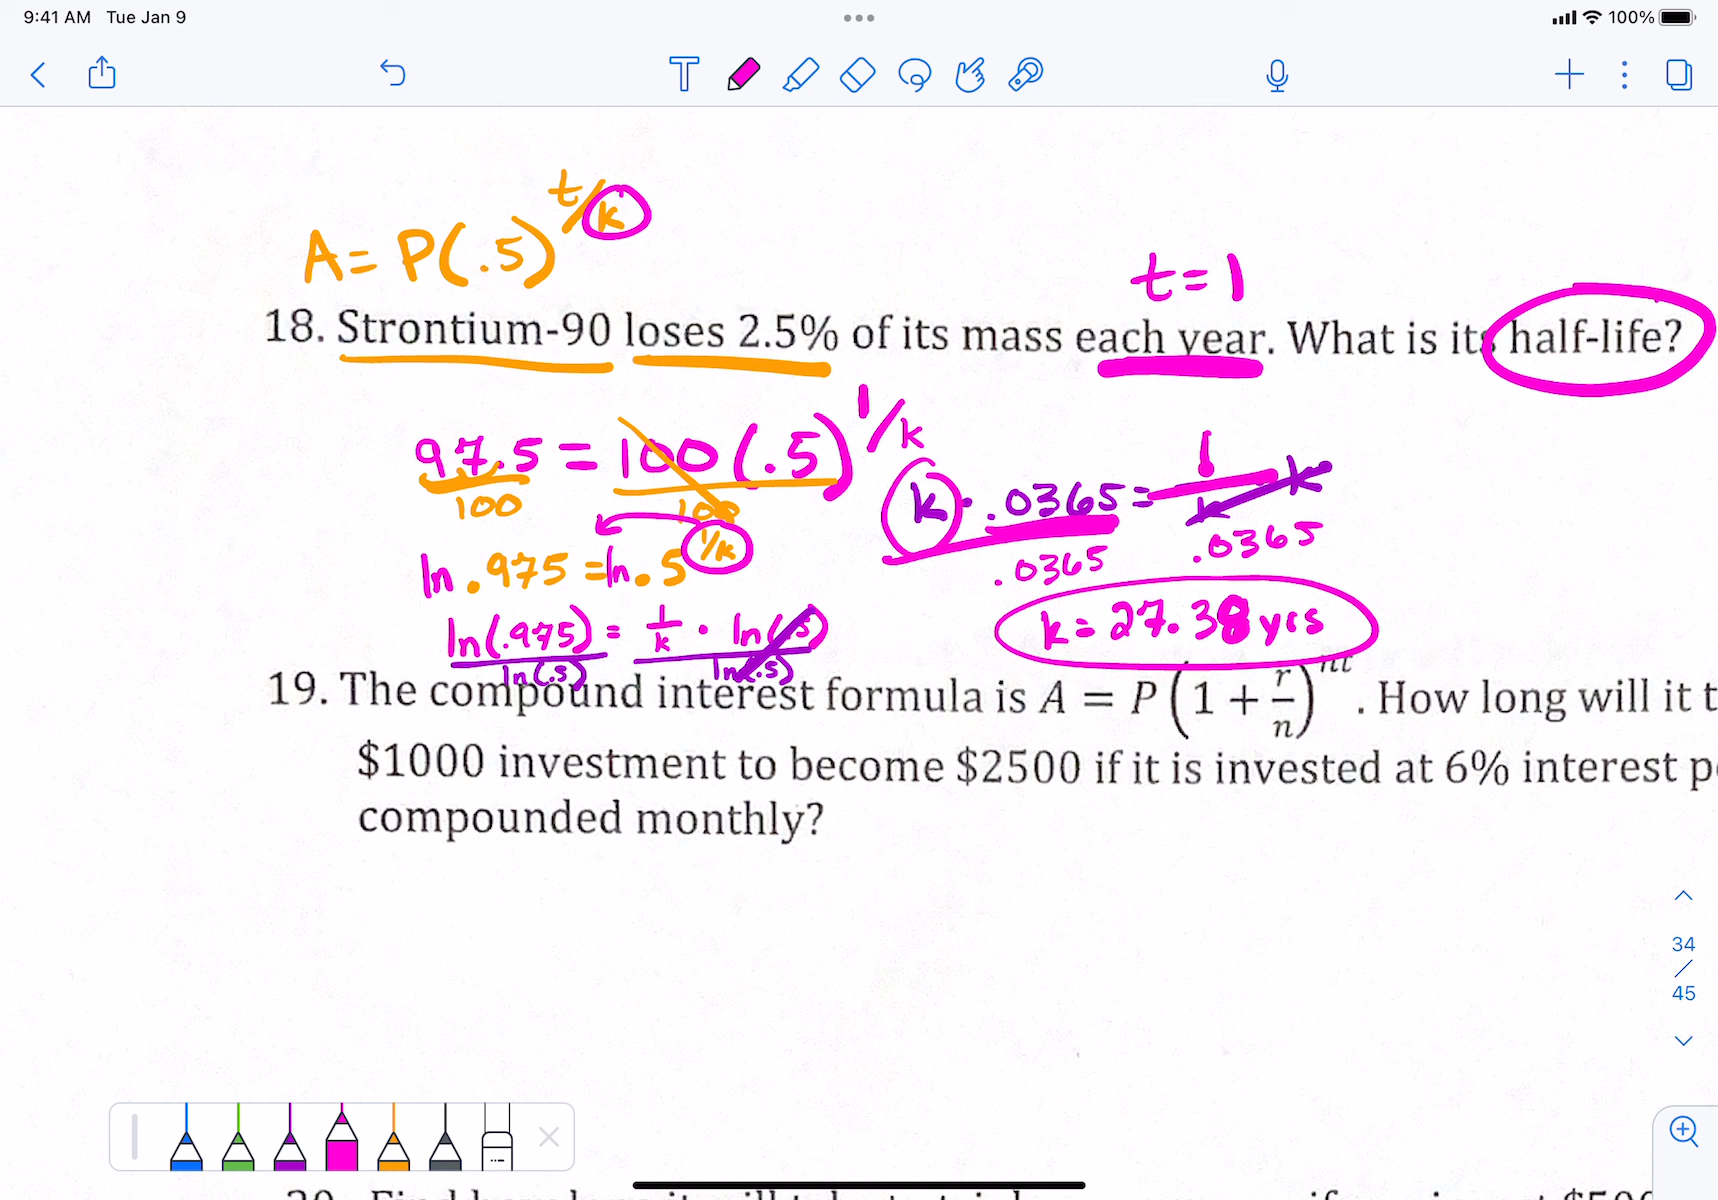 9:41 AM Tue Jan 9
100%
A = P(.5)^t/k
t = 1
18. Strontium-90 loses 2.5% of its mass each year. What is its half-life?
97.5 = 100 (.5)^1/k
100 100
k · .0365 = 1/k · k
.0365 .0365
ln .975 = ln .5^1/k
ln(.975) = 1/k · ln(.5)
ln(.5) ln(.5)
k = 27.38 yrs
19. The compound interest formula is A = P(1 + r/n)^nt. How long will it t
$1000 investment to become $2500 if it is invested at 6% interest p
compounded monthly?
34
/
45